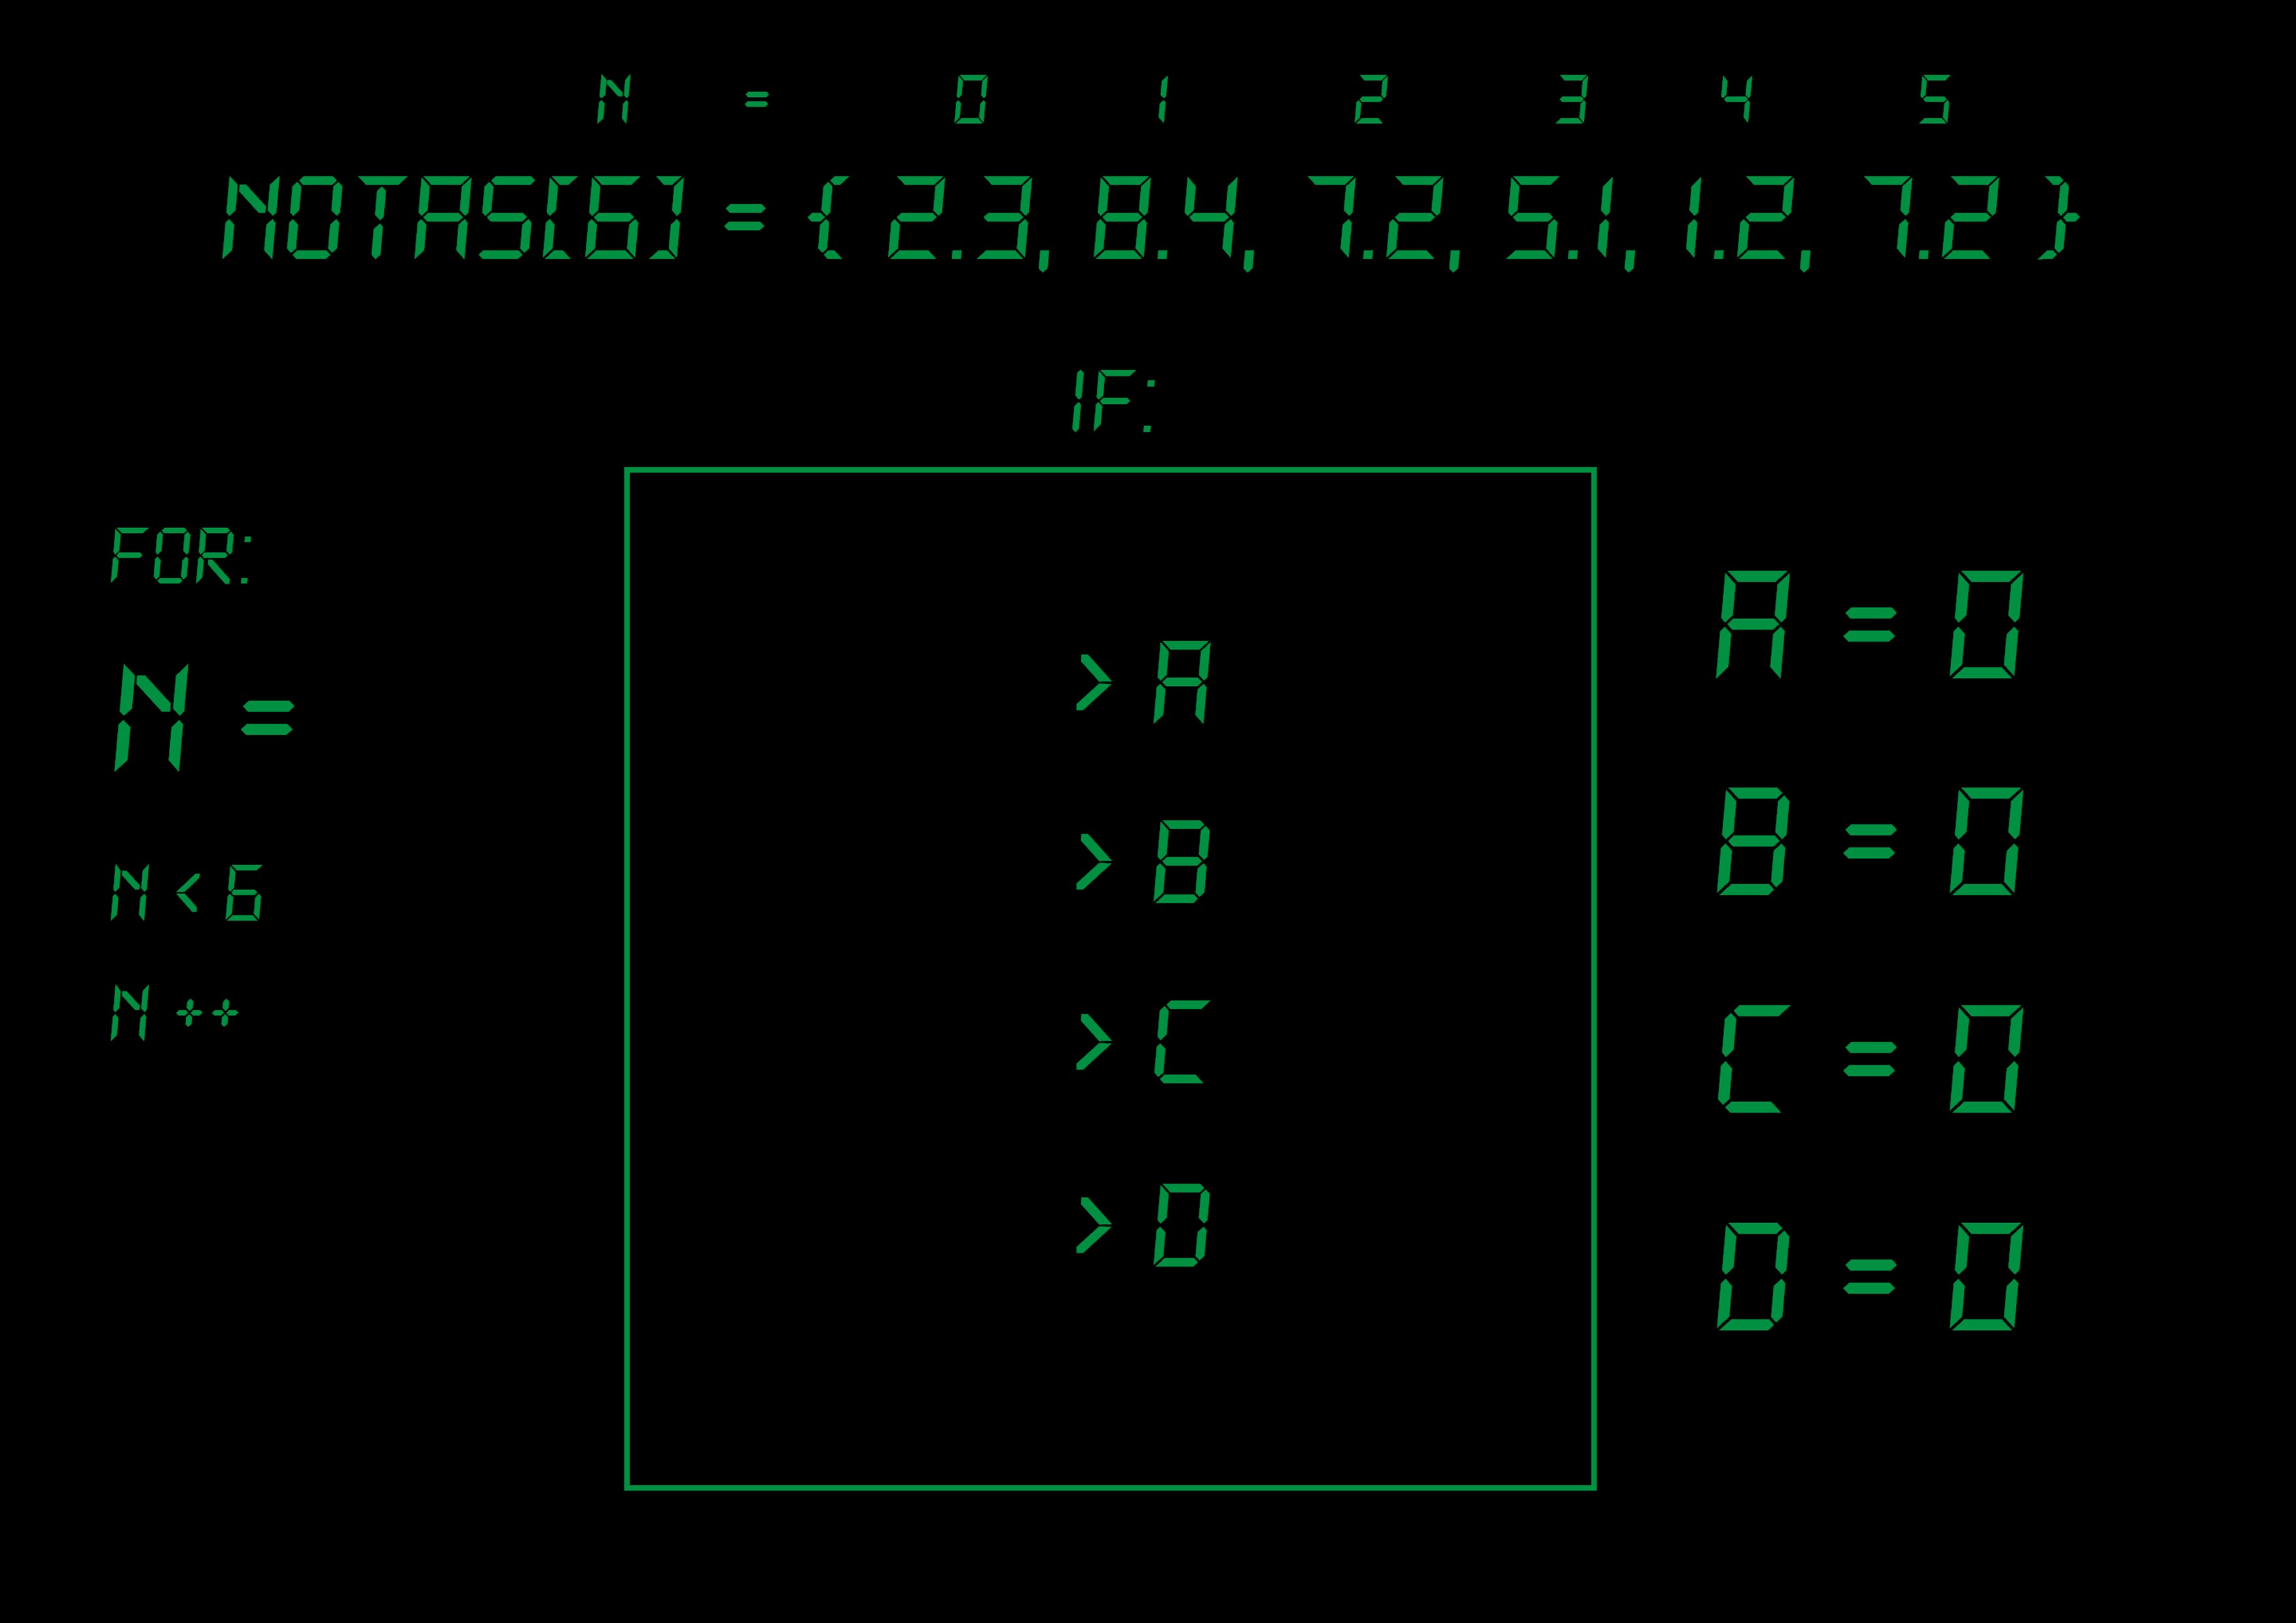 N = 0 1 2 3 4 5
NOTAS[6] = { 2.3, 8.4, 7.2, 5.1, 1.2, 7.2 }
IF:
FOR:
N =
N < 6
N ++
> A
> B
> C
> D
A = 0
B = 0
C = 0
D = 0